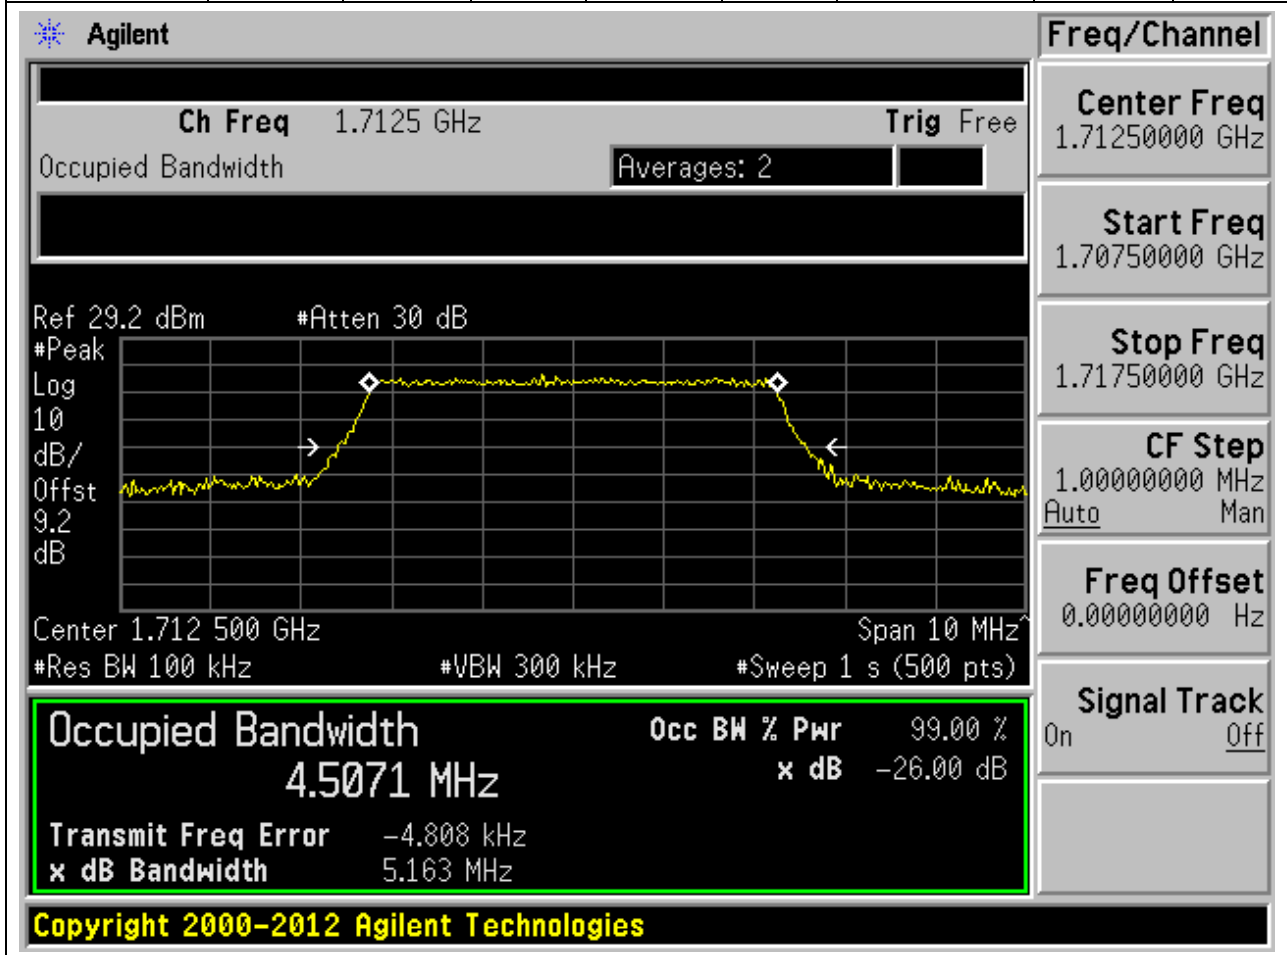 Agilent
Freq/Channel
Ch Freq 1.7125 GHz Trig Free
Occupied Bandwidth Averages: 2
Center Freq
1.71250000 GHz
Start Freq
1.70750000 GHz
Stop Freq
1.71750000 GHz
CF Step
1.00000000 MHz
Auto Man
Freq Offset
0.00000000 Hz
Signal Track
On Off
Ref 29.2 dBm #Atten 30 dB
#Peak
Log
10
dB/
Offst
9.2
dB
Center 1.712 500 GHz Span 10 MHz^
#Res BW 100 kHz #VBW 300 kHz #Sweep 1 s (500 pts)
Occupied Bandwidth Occ BW % Pwr 99.00 %
4.5071 MHz x dB -26.00 dB
Transmit Freq Error -4.808 kHz
x dB Bandwidth 5.163 MHz
Copyright 2000-2012 Agilent Technologies